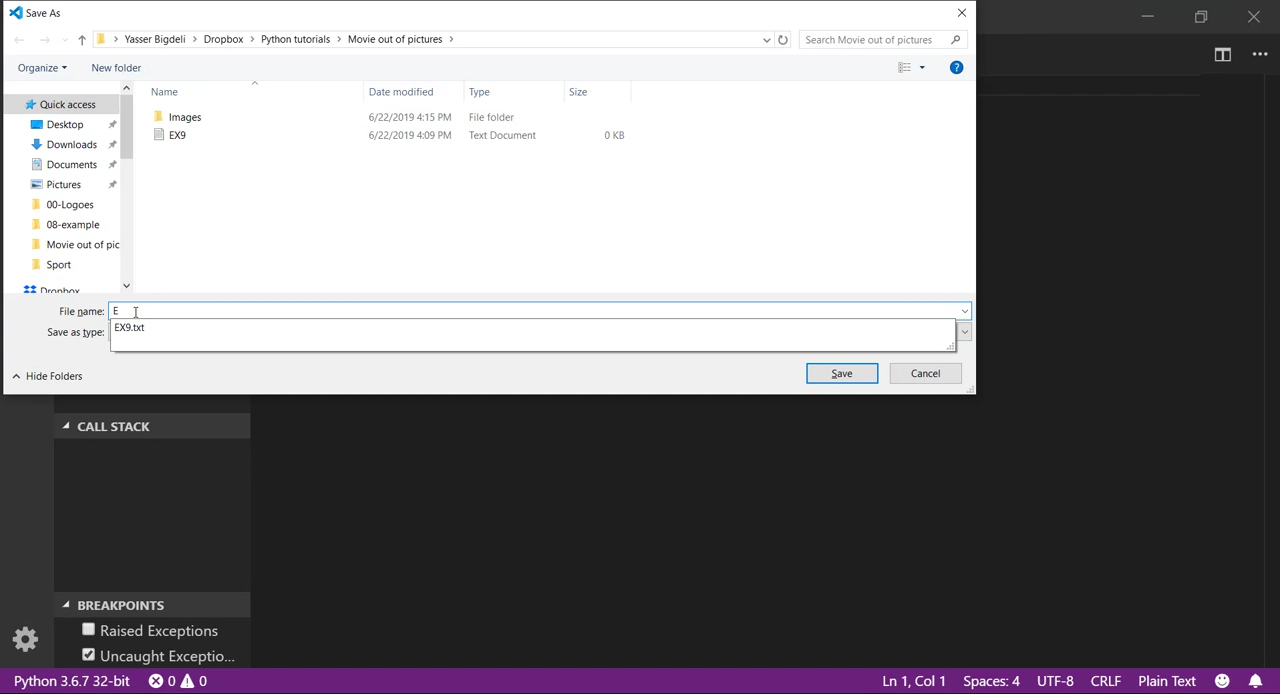 Save As
Yasser Bigdeli > Dropbox > Python tutorials > Movie out of pictures >
Search Movie out of pictures
Organize
New folder
Quick access
Desktop
Downloads
Documents
Pictures
00-Logoes
08-example
Movie out of pic
Sport
Dropbox
Name Date modified Type Size
Images 6/22/2019 4:15 PM File folder
EX9 6/22/2019 4:09 PM Text Document 0 KB
File name: E
EX9.txt
Save as type:
Hide Folders
Save
Cancel
CALL STACK
BREAKPOINTS
Raised Exceptions
Uncaught Exceptio...
Python 3.6.7 32-bit 0 0 Ln 1, Col 1 Spaces: 4 UTF-8 CRLF Plain Text